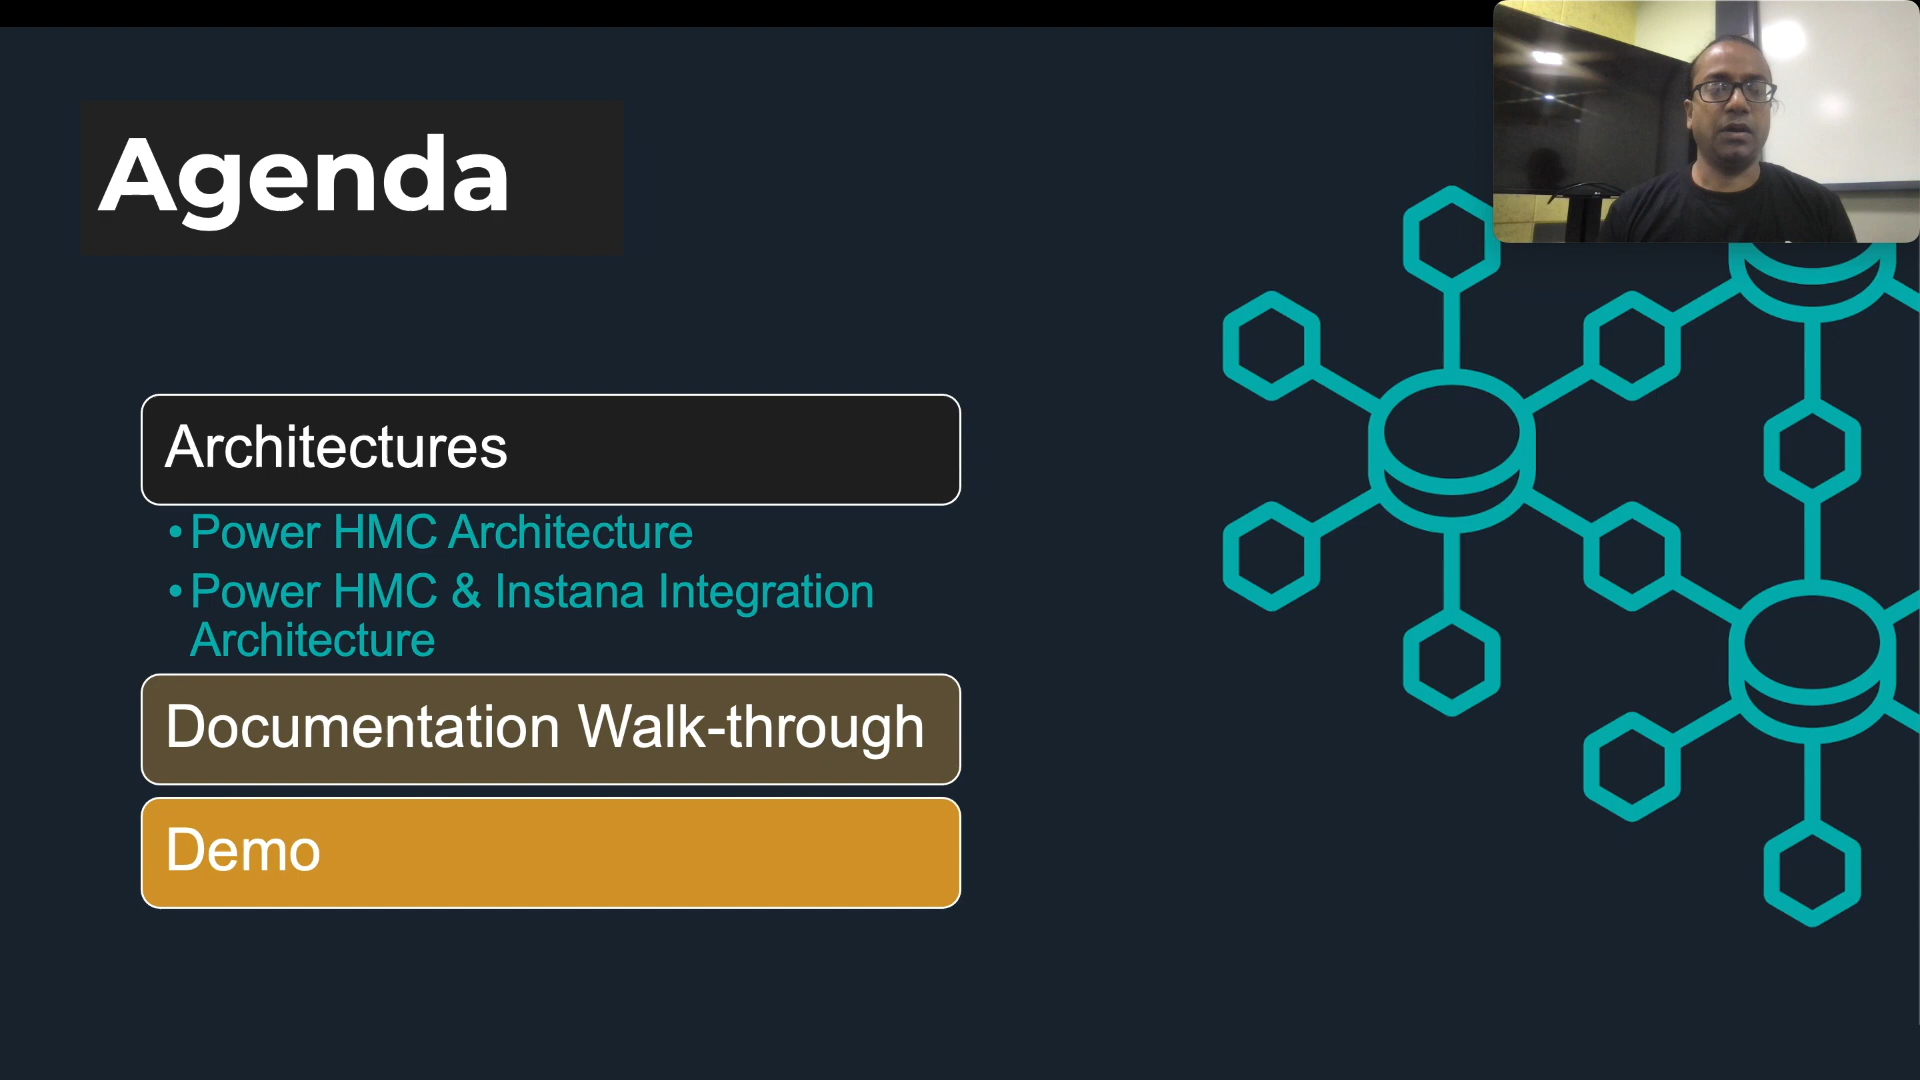 Agenda
Architectures
• Power HMC Architecture
• Power HMC & Instana Integration
Architecture
Documentation Walk-through
Demo